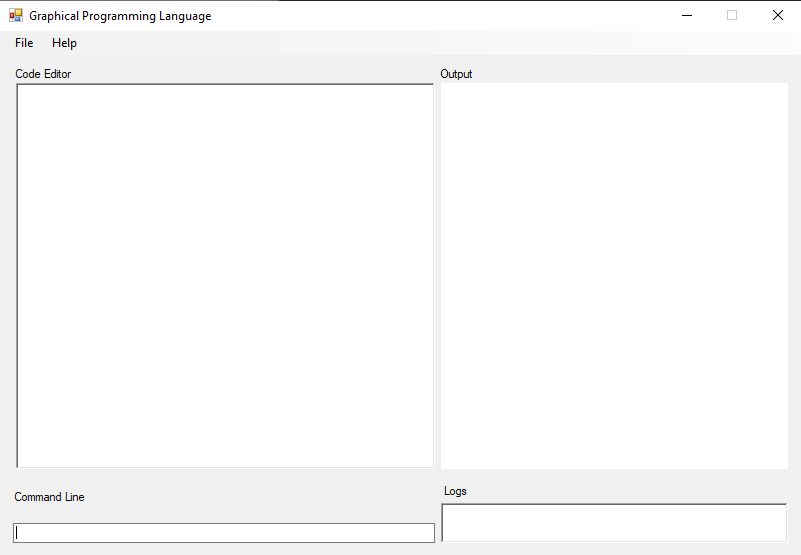 Graphical Programming Language
File Help
Code Editor
Output
Command Line
Logs